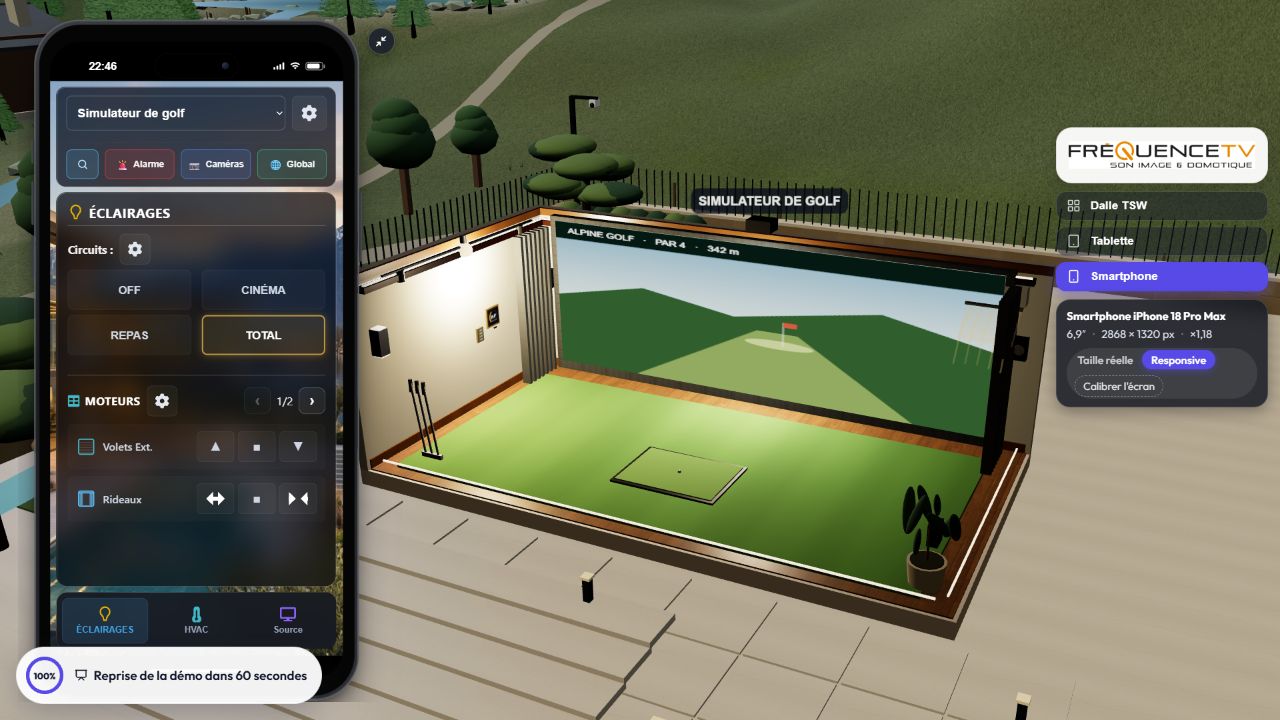 22:46
Simulateur de golf
Alarme
Caméras
Global
ÉCLAIRAGES
Circuits :
OFF
CINÉMA
REPAS
TOTAL
MOTEURS
1/2
Volets Ext.
Rideaux
ÉCLAIRAGES
HVAC
Source
100%
Reprise de la démo dans 60 secondes
SIMULATEUR DE GOLF
ALPINE GOLF · PAR 4 · 342 m
FRÉQUENCETV
SON IMAGE & DOMOTIQUE
Dalle TSW
Tablette
Smartphone
Smartphone iPhone 18 Pro Max
6,9" · 2868 × 1320 px · ×1,18
Taille réelle
Responsive
Calibrer l'écran